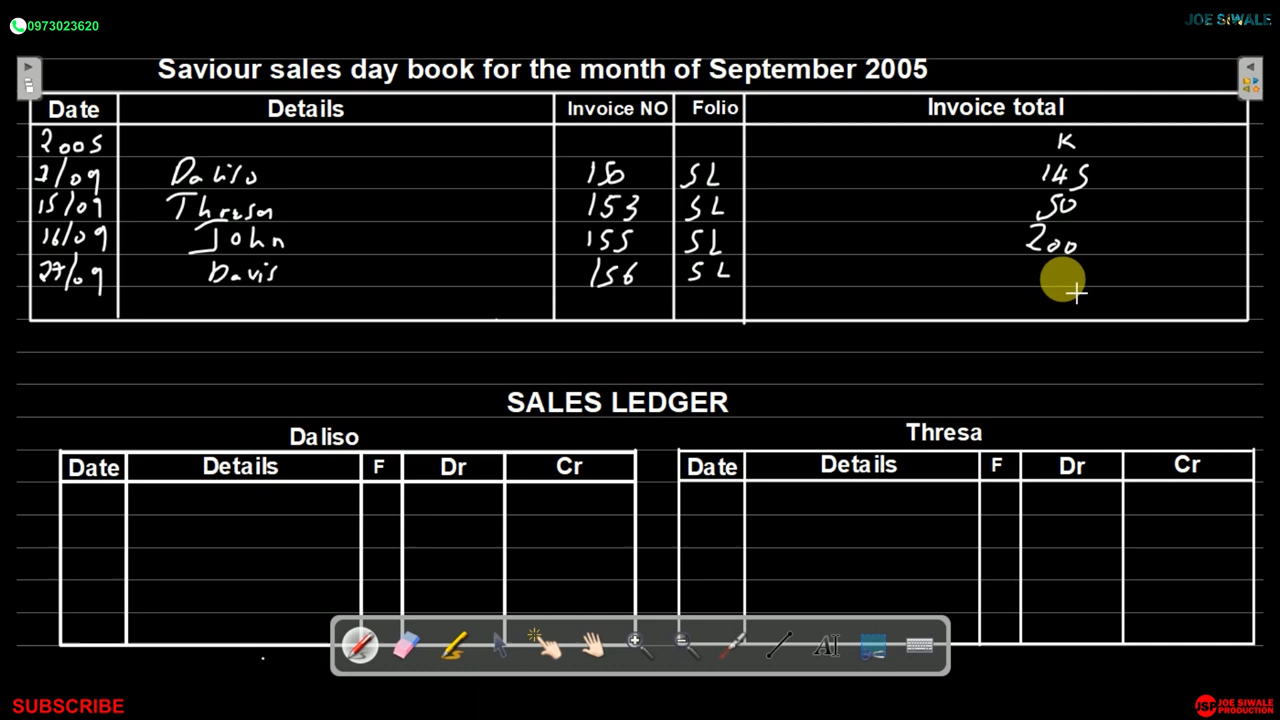 0973023620
JOE SIWALE
Saviour sales day book for the month of September 2005
Date Details Invoice NO Folio Invoice total
2005 K
/09 Daliso 150 SL 145
15/09 Thresa 153 SL 50
16/09 John 155 SL 200
27/09 Davis 156 SL
SALES LEDGER
Daliso Thresa
Date Details F Dr Cr Date Details F Dr Cr
AI
SUBSCRIBE
JSP JOE SIWALE PRODUCTION